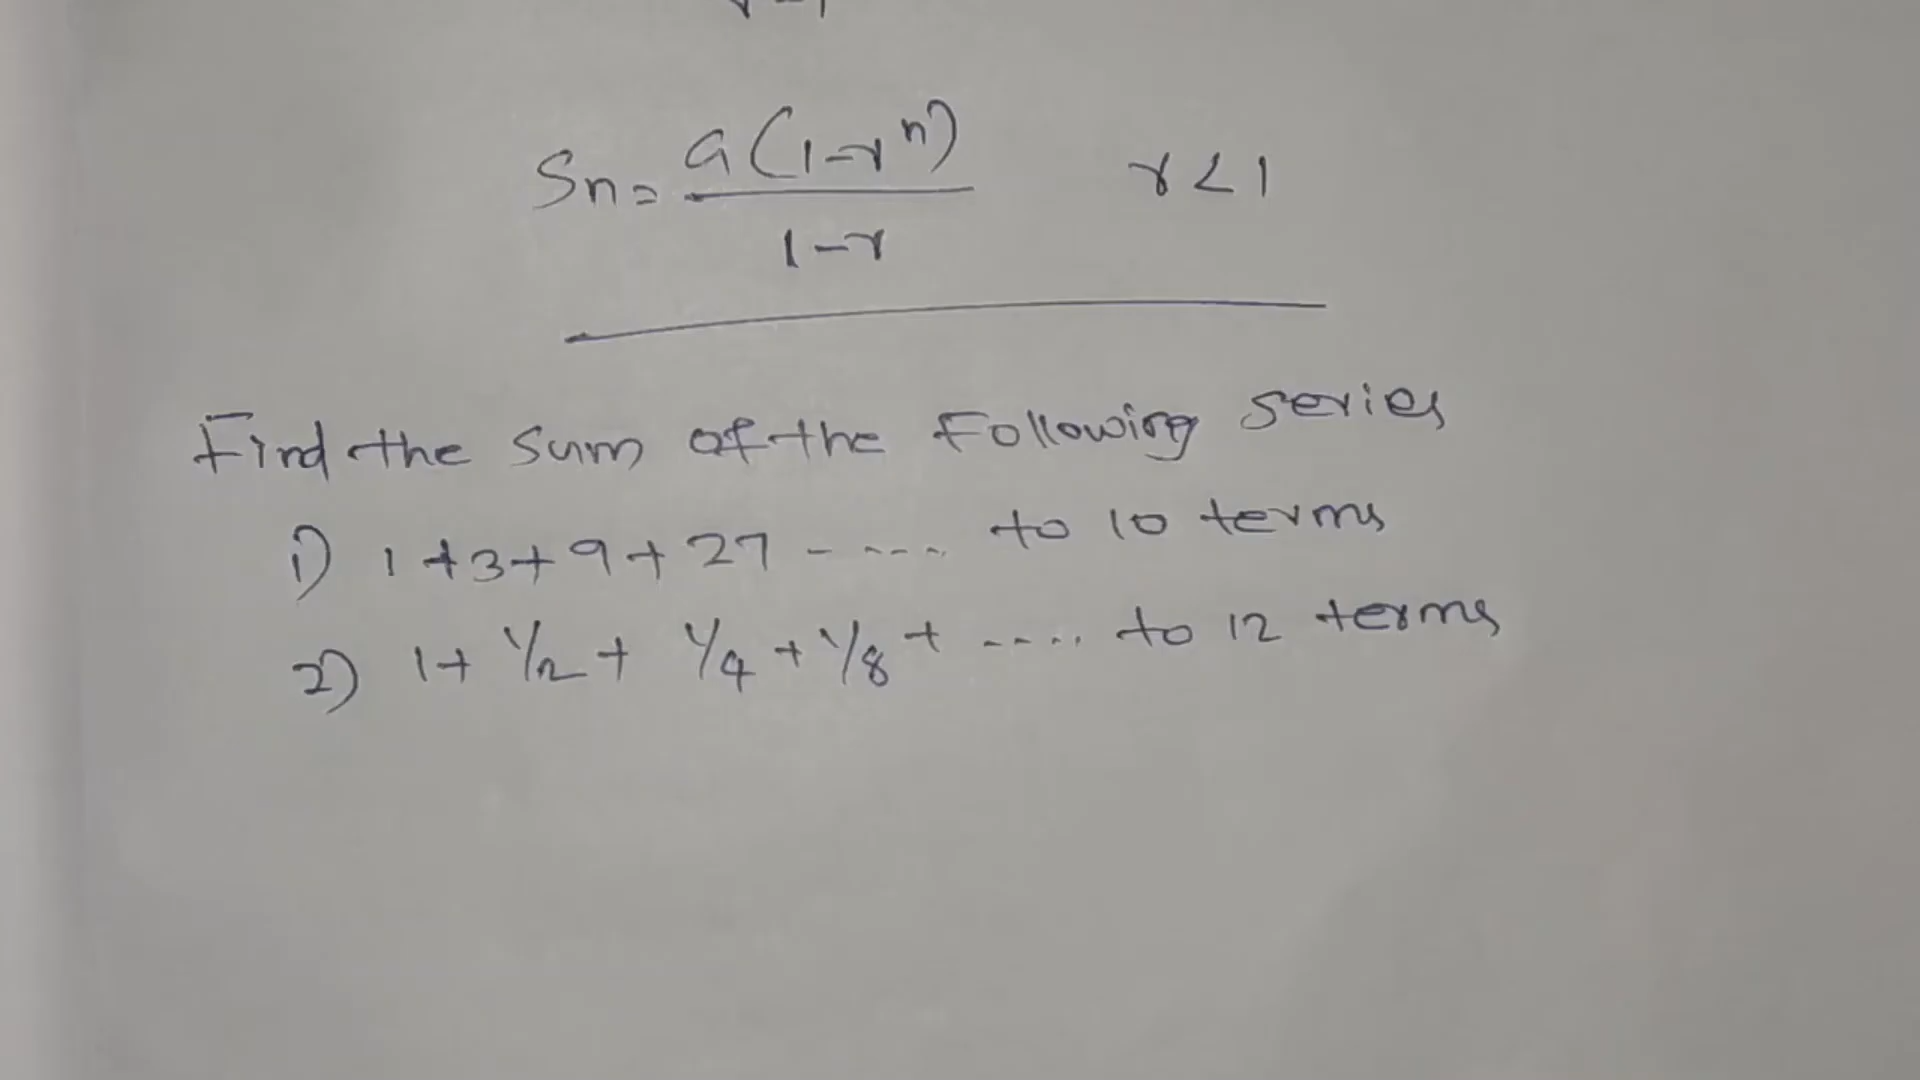 Sn = a(1-r^n) / 1-r   r < 1
Find the sum of the Following series
1) 1+3+9+27 - ---- to 10 terms
2) 1+ 1/2 + 1/4 + 1/8 + ---- to 12 terms